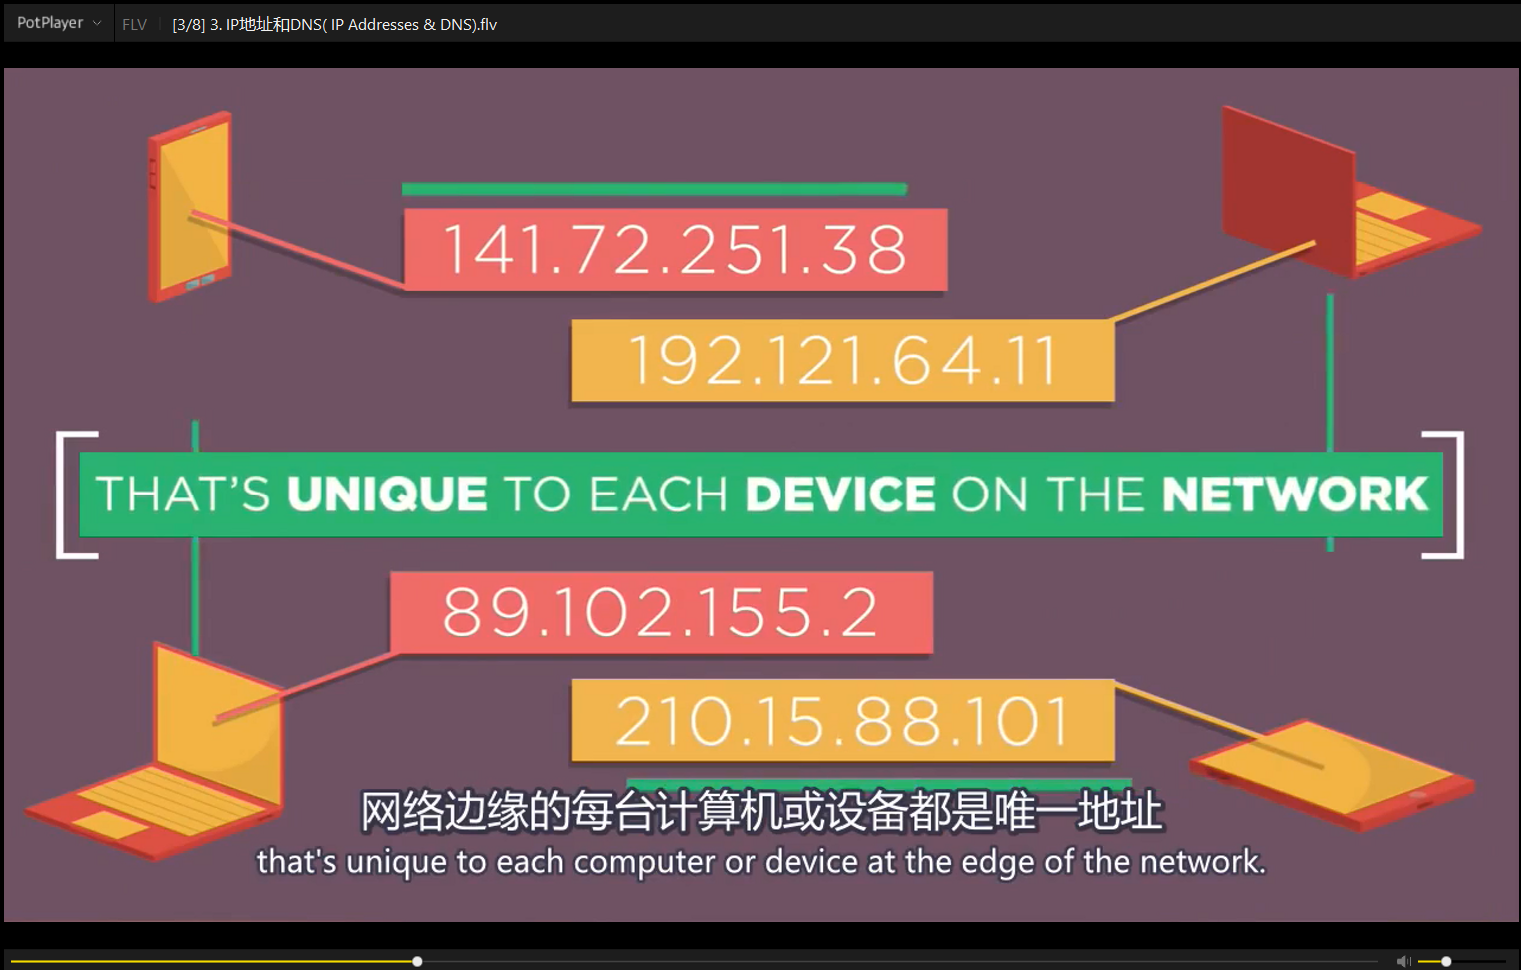 PotPlayer FLV [3/8] 3. IP地址和DNS( IP Addresses & DNS).flv
141.72.251.38
192.121.64.11
THAT'S UNIQUE TO EACH DEVICE ON THE NETWORK
89.102.155.2
210.15.88.101
网络边缘的每台计算机或设备都是唯一地址
that's unique to each computer or device at the edge of the network.